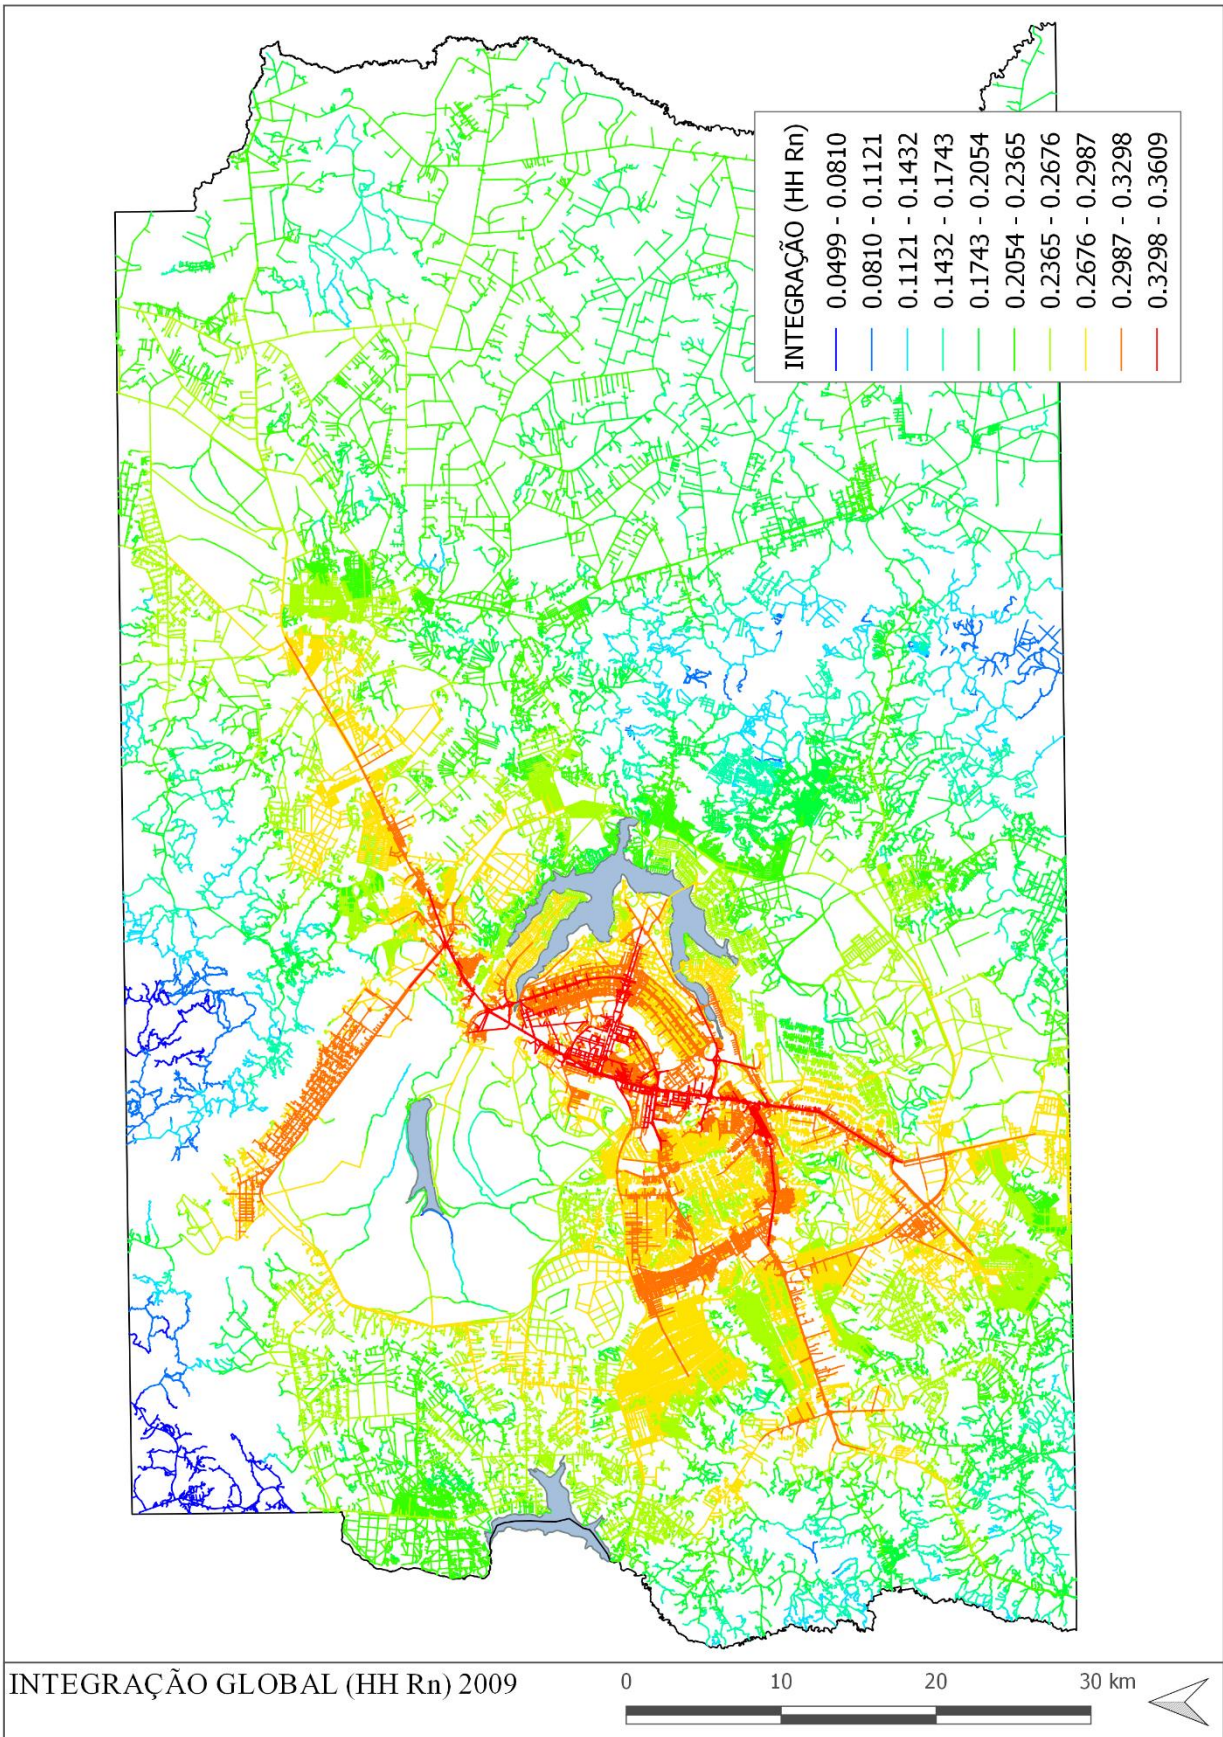 INTEGRAÇÃO (HH Rn)
0.0499 - 0.0810
0.0810 - 0.1121
0.1121 - 0.1432
0.1432 - 0.1743
0.1743 - 0.2054
0.2054 - 0.2365
0.2365 - 0.2676
0.2676 - 0.2987
0.2987 - 0.3298
0.3298 - 0.3609
INTEGRAÇÃO GLOBAL (HH Rn) 2009
0 10 20 30 km